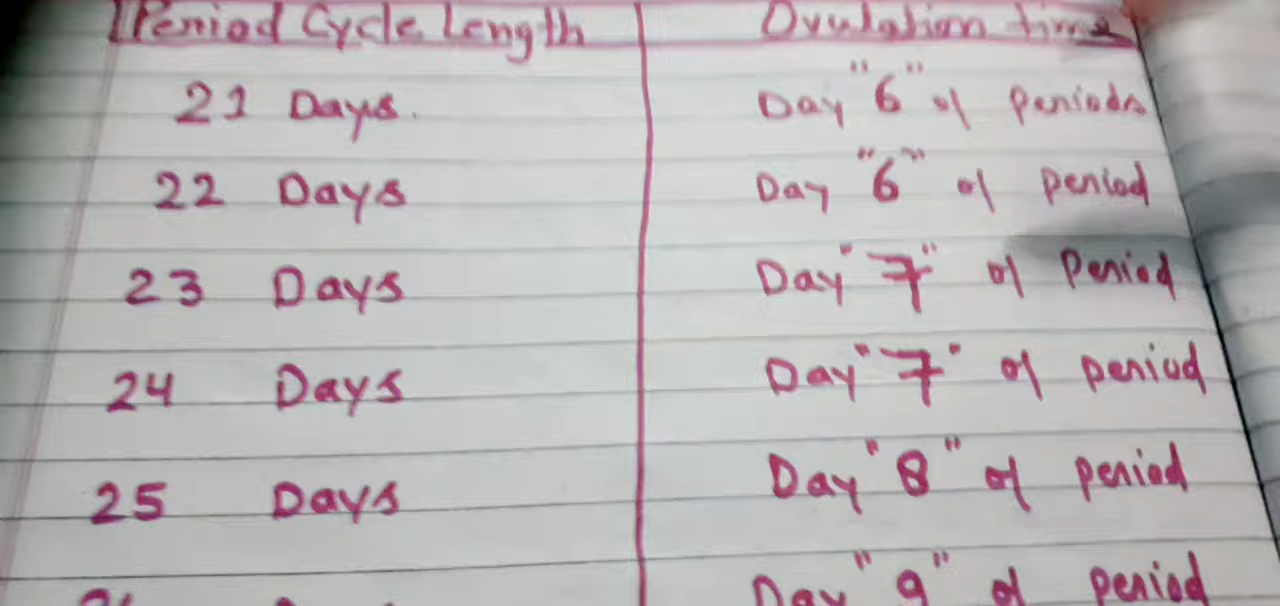 Period Cycle Length Ovulation time
21 Days. Day "6" of periods
22 Days Day "6" of period
23 Days Day "7" of Period
24 Days Day "7" of period
25 Days Day "8" of period
Day "9" of period